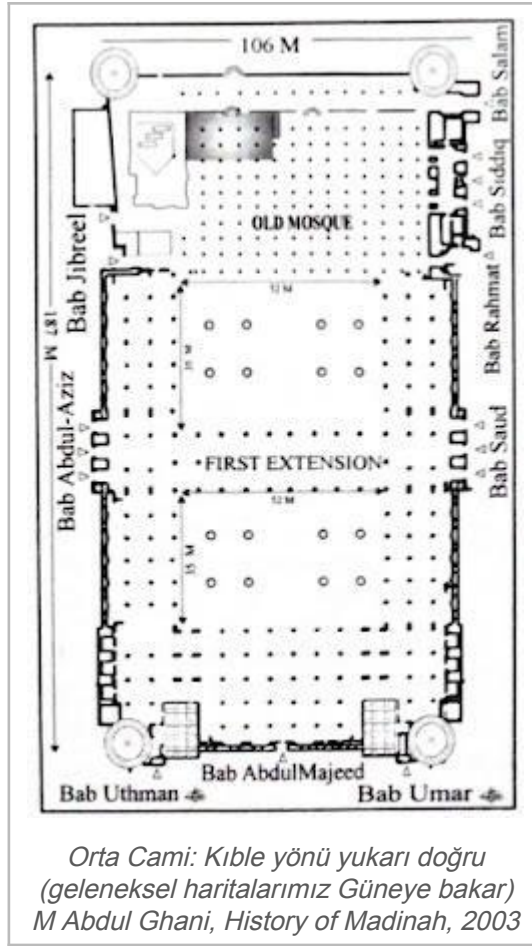 106 M
Bab Salam
Bab Siddiq
OLD MOSQUE
Bab Jibreel
52 M
Bab Rahmat
187 M
35 M
Bab Abdul-Aziz
FIRST EXTENSION
Bab Saud
52 M
35 M
Bab AbdulMajeed
Bab Uthman
Bab Umar
Orta Cami: Kıble yönü yukarı doğru
(geleneksel haritalarımız Güneye bakar)
M Abdul Ghani, History of Madinah, 2003